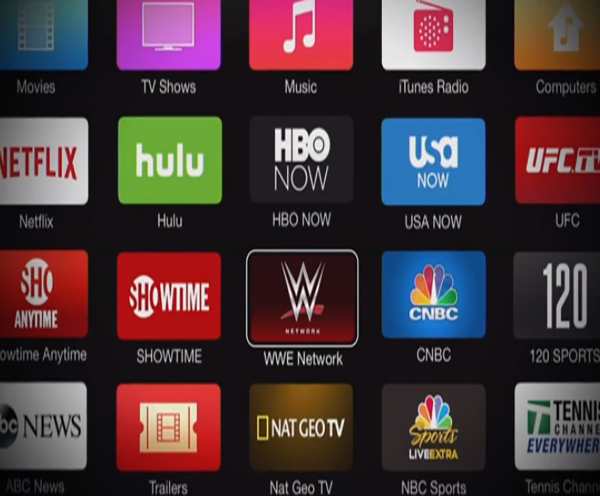 Movies
TV Shows
Music
iTunes Radio
Computers
NETFLIX
hulu
HBO
NOW
usa
NOW
UFC.TV
Netflix
Hulu
HBO NOW
USA NOW
UFC
SHO
ANYTIME
SHOWTIME
W
NETWORK
CNBC
120
owtime Anytime
SHOWTIME
WWE Network
CNBC
120 SPORTS
abc NEWS
NAT GEO TV
Sports
LIVE EXTRA
TENNIS
CHANNE
EVERYWHERE
ABC News
Trailers
Nat Geo TV
NBC Sports
Tennis Chann